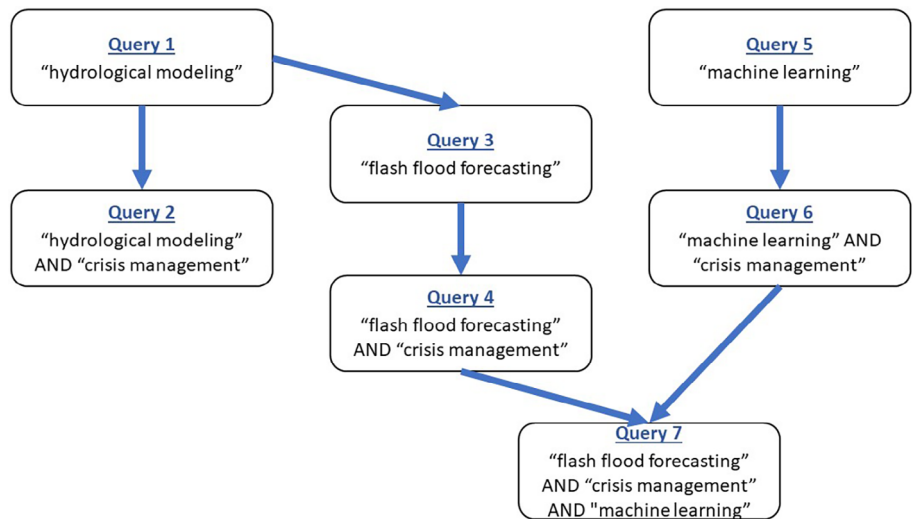 Query 1
“hydrological modeling”
Query 5
“machine learning”
Query 3
“flash flood forecasting”
Query 2
“hydrological modeling”
AND “crisis management”
Query 6
“machine learning” AND
“crisis management”
Query 4
“flash flood forecasting”
AND “crisis management”
Query 7
“flash flood forecasting”
AND “crisis management”
AND "machine learning”